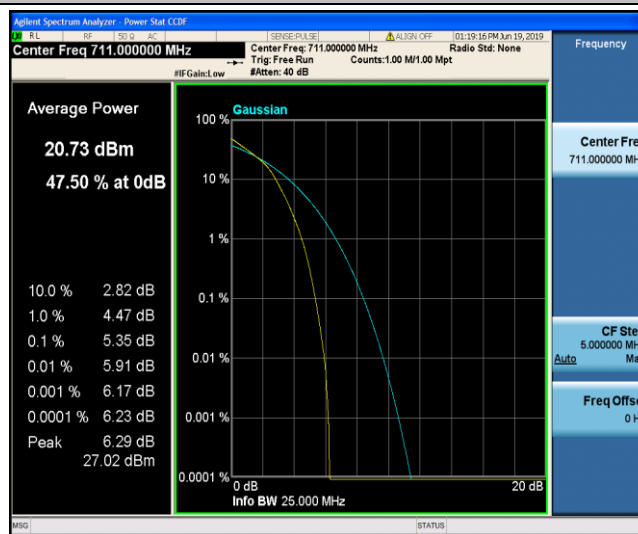 Agilent Spectrum Analyzer - Power Stat CCDF
RL RF 50 Ω AC SENSE:PULSE ALIGN OFF 01:19:16 PM Jun 19, 2019
Center Freq 711.000000 MHz Center Freq: 711.000000 MHz Radio Std: None Frequency
Trig: Free Run Counts:1.00 M/1.00 Mpt
#IFGain:Low #Atten: 40 dB
Average Power
20.73 dBm
47.50 % at 0dB
10.0 % 2.82 dB
1.0 % 4.47 dB
0.1 % 5.35 dB
0.01 % 5.91 dB
0.001 % 6.17 dB
0.0001 % 6.23 dB
Peak 6.29 dB
27.02 dBm
Gaussian
100 %
10 %
1 %
0.1 %
0.01 %
0.001 %
0.0001 %
0 dB 20 dB
Info BW 25.000 MHz
Center Fre
711.000000 MH
CF Ste
5.000000 MH
Auto Ma
Freq Offse
0 H
MSG STATUS